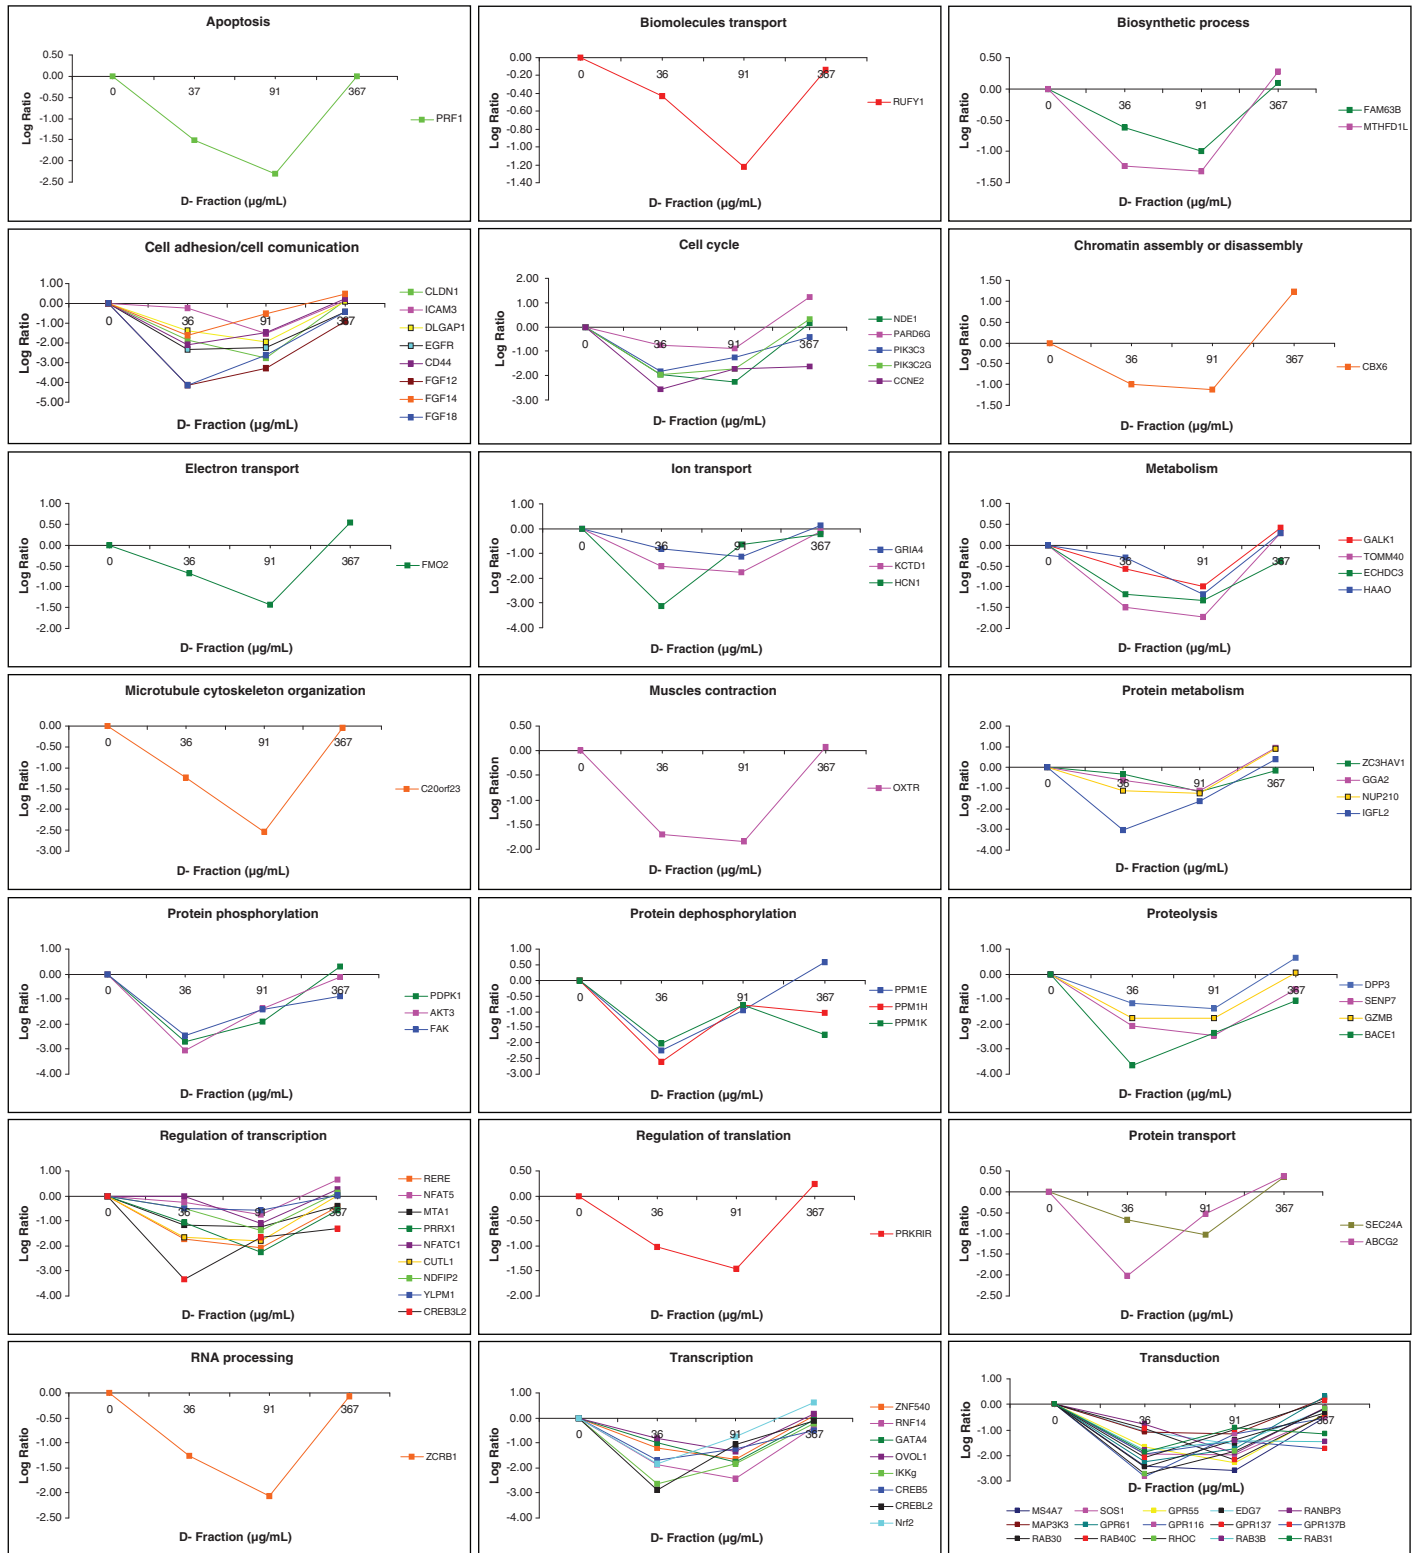 Apoptosis
0.50
0.00
-0.50
-1.00
-1.50
-2.00
-2.50
Log Ratio
0 37 91 367
PRF1
D- Fraction (µg/mL)
Biomolecules transport
0.00
-0.20
-0.40
-0.60
-0.80
-1.00
-1.20
-1.40
Log Ratio
0 36 91 367
RUFY1
D- Fraction (µg/mL)
Biosynthetic process
0.50
0.00
-0.50
-1.00
-1.50
Log Ratio
0 36 91 367
FAM63B
MTHFD1L
D- Fraction (µg/mL)
Cell adhesion/cell comunication
1.00
0.00
-1.00
-2.00
-3.00
-4.00
-5.00
Log Ratio
0 36 91 367
CLDN1
ICAM3
DLGAP1
EGFR
CD44
FGF12
FGF14
FGF18
D- Fraction (µg/mL)
Cell cycle
2.00
1.00
0.00
-1.00
-2.00
-3.00
Log Ratio
0 36 91 367
NDE1
PARD6G
PIK3C3
PIK3C2G
CCNE2
D- Fraction (µg/mL)
Chromatin assembly or disassembly
1.50
1.00
0.50
0.00
-0.50
-1.00
-1.50
Log Ratio
0 36 91 367
CBX6
D- Fraction (µg/mL)
Electron transport
1.00
0.50
0.00
-0.50
-1.00
-1.50
-2.00
Log Ratio
0 36 91 367
FMO2
D- Fraction (µg/mL)
Ion transport
1.00
0.00
-1.00
-2.00
-3.00
-4.00
Log Ratio
0 36 91 367
GRIA4
KCTD1
HCN1
D- Fraction (µg/mL)
Metabolism
1.00
0.50
0.00
-0.50
-1.00
-1.50
-2.00
Log Ratio
0 36 91 367
GALK1
TOMM40
ECHDC3
HAAO
D- Fraction (µg/mL)
Microtubule cytoskeleton organization
0.00
-0.50
-1.00
-1.50
-2.00
-2.50
-3.00
Log Ratio
0 36 91 367
C20orf23
D- Fraction (µg/mL)
Muscles contraction
0.50
0.00
-0.50
-1.00
-1.50
-2.00
Log Rationn
0 36 91 367
OXTR
D- Fraction (µg/mL)
Protein metabolism
2.00
1.00
0.00
-1.00
-2.00
-3.00
-4.00
Log Ratio
0 36 91 367
ZC3HAV1
GGA2
NUP210
IGFL2
D- Fraction (µg/mL)
Protein phosphorylation
1.00
0.00
-1.00
-2.00
-3.00
-4.00
Log Ratio
0 36 91 367
PDPK1
AKT3
FAK
D- Fraction (µg/mL)
Protein dephosphorylation
1.00
0.50
0.00
-0.50
-1.00
-1.50
-2.00
-2.50
-3.00
Log Ratio
0 36 91 367
PPM1E
PPM1H
PPM1K
D- Fraction (µg/mL)
Proteolysis
1.00
0.00
-1.00
-2.00
-3.00
-4.00
Log Ratio
0 36 91 367
DPP3
SENP7
GZMB
BACE1
D- Fraction (µg/mL)
Regulation of transcription
1.00
0.00
-1.00
-2.00
-3.00
-4.00
Log Ratio
0 36 91 367
RERE
NFAT5
MTA1
PRRX1
NFATC1
CUTL1
NDFIP2
YLPM1
CREB3L2
D- Fraction (µg/mL)
Regulation of translation
0.50
0.00
-0.50
-1.00
-1.50
-2.00
Log Ratio
0 36 91 367
PRKRIR
D- Fraction (µg/mL)
Protein transport
0.50
0.00
-0.50
-1.00
-1.50
-2.00
-2.50
Log Ratio
0 36 91 367
SEC24A
ABCG2
D- Fraction (µg/mL)
RNA processing
0.00
-0.50
-1.00
-1.50
-2.00
-2.50
Log Ratio
0 36 91 367
ZCRB1
D- Fraction (µg/mL)
Transcription
1.00
0.00
-1.00
-2.00
-3.00
-4.00
Log Ratio
0 36 91 367
ZNF540
RNF14
GATA4
OVOL1
IKKg
CREB5
CREBL2
Nrf2
D- Fraction (µg/mL)
Transduction
1.00
0.00
-1.00
-2.00
-3.00
Log Ratio
0 36 91 367
D- Fraction (µg/mL)
MS4A7 SOS1 GPR55 EDG7 RANBP3
MAP3K3 GPR61 GPR116 GPR137 GPR137B
RAB30 RAB40C RHOC RAB3B RAB31